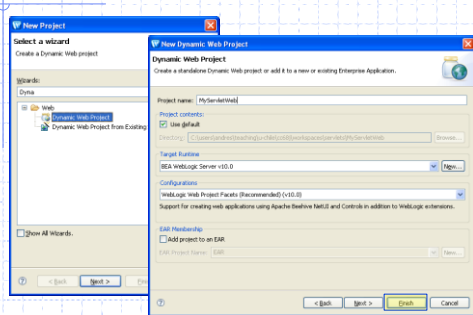 New Project
Select a wizard
Create a Dynamic Web project
Wizards:
Dyna
Web
Dynamic Web Project
Dynamic Web Project from Existing
Show All Wizards.
< Back
Next >
New Dynamic Web Project
Dynamic Web Project
Create a standalone Dynamic Web project or add it to a new or existing Enterprise Application.
Project name: MyServletWeb
Project contents:
Use default
Directory:
Browse...
Target Runtime
BEA WebLogic Server v10.0
New...
Configurations
WebLogic Web Project Facets (Recommended) (v10.0)
Support for creating web applications using Apache Beehive NetUI and Controls in addition to WebLogic extensions.
EAR Membership
Add project to an EAR
EAR Project Name: EAR
New...
< Back
Next >
Finish
Cancel